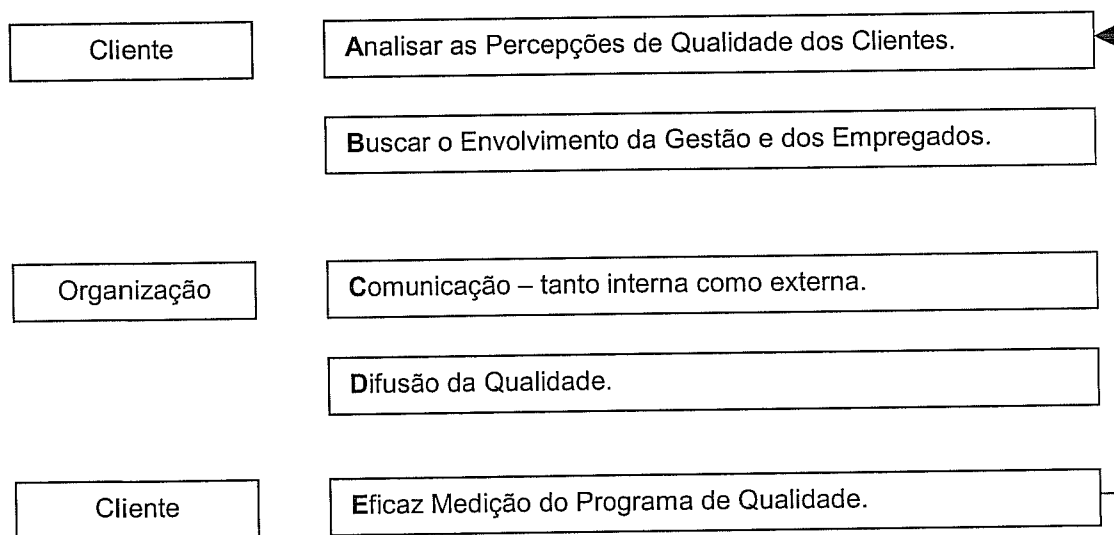 Cliente
Analisar as Percepções de Qualidade dos Clientes.
Buscar o Envolvimento da Gestão e dos Empregados.
Organização
Comunicação – tanto interna como externa.
Difusão da Qualidade.
Cliente
Eficaz Medição do Programa de Qualidade.